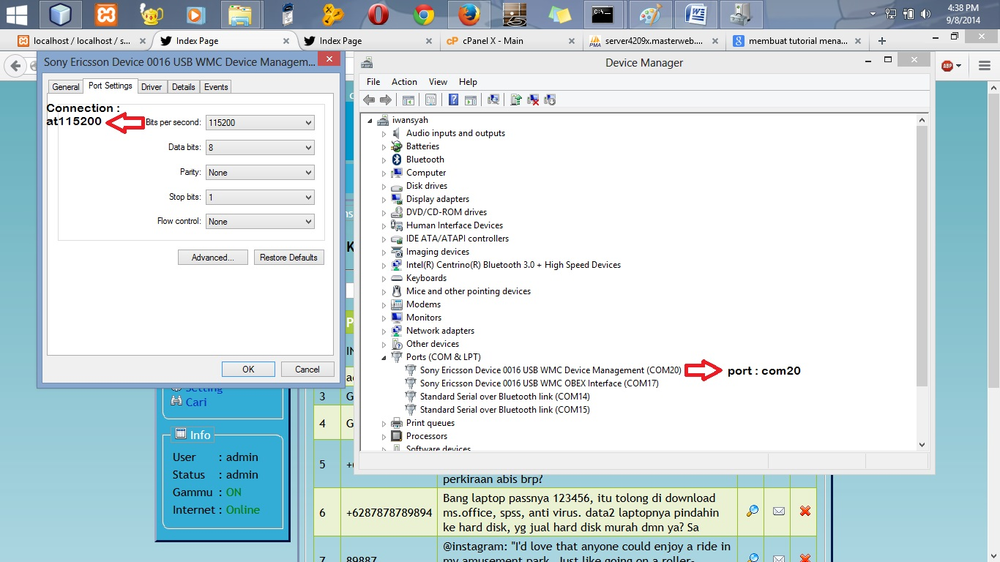 4:38 PM
9/8/2014
localhost / localhost / s...
Index Page
Index Page
cPanel X - Main
server4209x.masterweb....
membuat tutorial mena...
Sony Ericsson Device 0016 USB WMC Device Managem...
General
Port Settings
Driver
Details
Events
Connection :
at115200
Bits per second:
115200
Data bits:
8
Parity:
None
Stop bits:
1
Flow control:
None
Advanced...
Restore Defaults
OK
Cancel
Device Manager
File
Action
View
Help
iwansyah
Audio inputs and outputs
Batteries
Bluetooth
Computer
Disk drives
Display adapters
DVD/CD-ROM drives
Human Interface Devices
IDE ATA/ATAPI controllers
Imaging devices
Intel(R) Centrino(R) Bluetooth 3.0 + High Speed Devices
Keyboards
Mice and other pointing devices
Modems
Monitors
Network adapters
Other devices
Ports (COM & LPT)
Sony Ericsson Device 0016 USB WMC Device Management (COM20)
port : com20
Sony Ericsson Device 0016 USB WMC OBEX Interface (COM17)
Standard Serial over Bluetooth link (COM14)
Standard Serial over Bluetooth link (COM15)
Print queues
Processors
Software devices
ABP
Setting
Cari
Info
User : admin
Status : admin
Gammu : ON
Internet : Online
3
G
4
G
5
perkiraan abis brp?
6
+6287878789894
Bang laptop passnya 123456, itu tolong di download
ms.office, spss, anti virus. data2 laptopnya pindahin
ke hard disk, yg jual hard disk murah dmn ya? Sa
7
89887
@instagram: "I'd love that anyone could enjoy a ride in
my amusement park. Just like going on a roller-